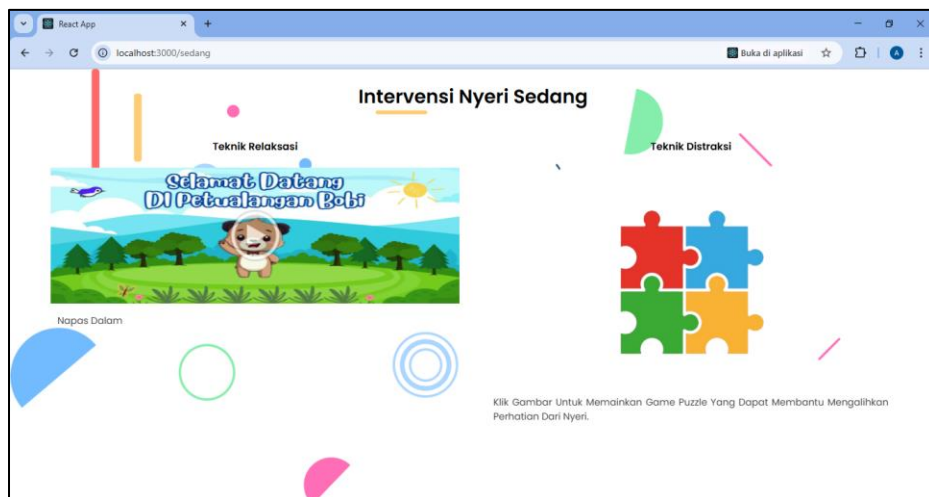 React App
localhost:3000/sedang
Buka di aplikasi
A
Intervensi Nyeri Sedang
Teknik Relaksasi
Teknik Distraksi
Selamat Datang
DI Petualangan Bobi
Napas Dalam
Klik Gambar Untuk Memainkan Game Puzzle Yang Dapat Membantu Mengalihkan
Perhatian Dari Nyeri.